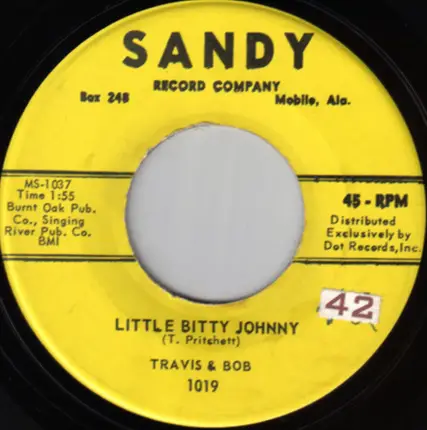 SANDY
RECORD COMPANY
Box 248 Mobile, Ala.
MS-1037
Time 1:55
Burnt Oak Pub.
Co., Singing
River Pub. Co.
BMI
45 - RPM
Distributed
Exclusively by
Dot Records, Inc.
42
LITTLE BITTY JOHNNY
(T. Pritchett)
TRAVIS & BOB
1019